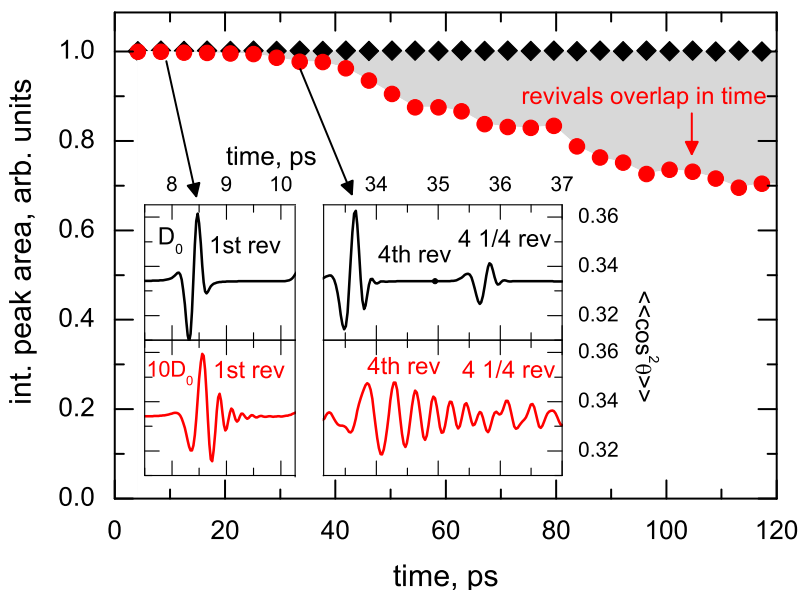 int. peak area, arb. units
1.0
0.8
0.6
0.4
0.2
0.0
revivals overlap in time
time, ps
8 9 10 34 35 36 37
D0 1st rev
4th rev 4 1/4 rev
0.36
0.34
0.32
10D0 1st rev
4th rev 4 1/4 rev
0.36
0.34
0.32
<<cos²θ>>
0 20 40 60 80 100 120
time, ps